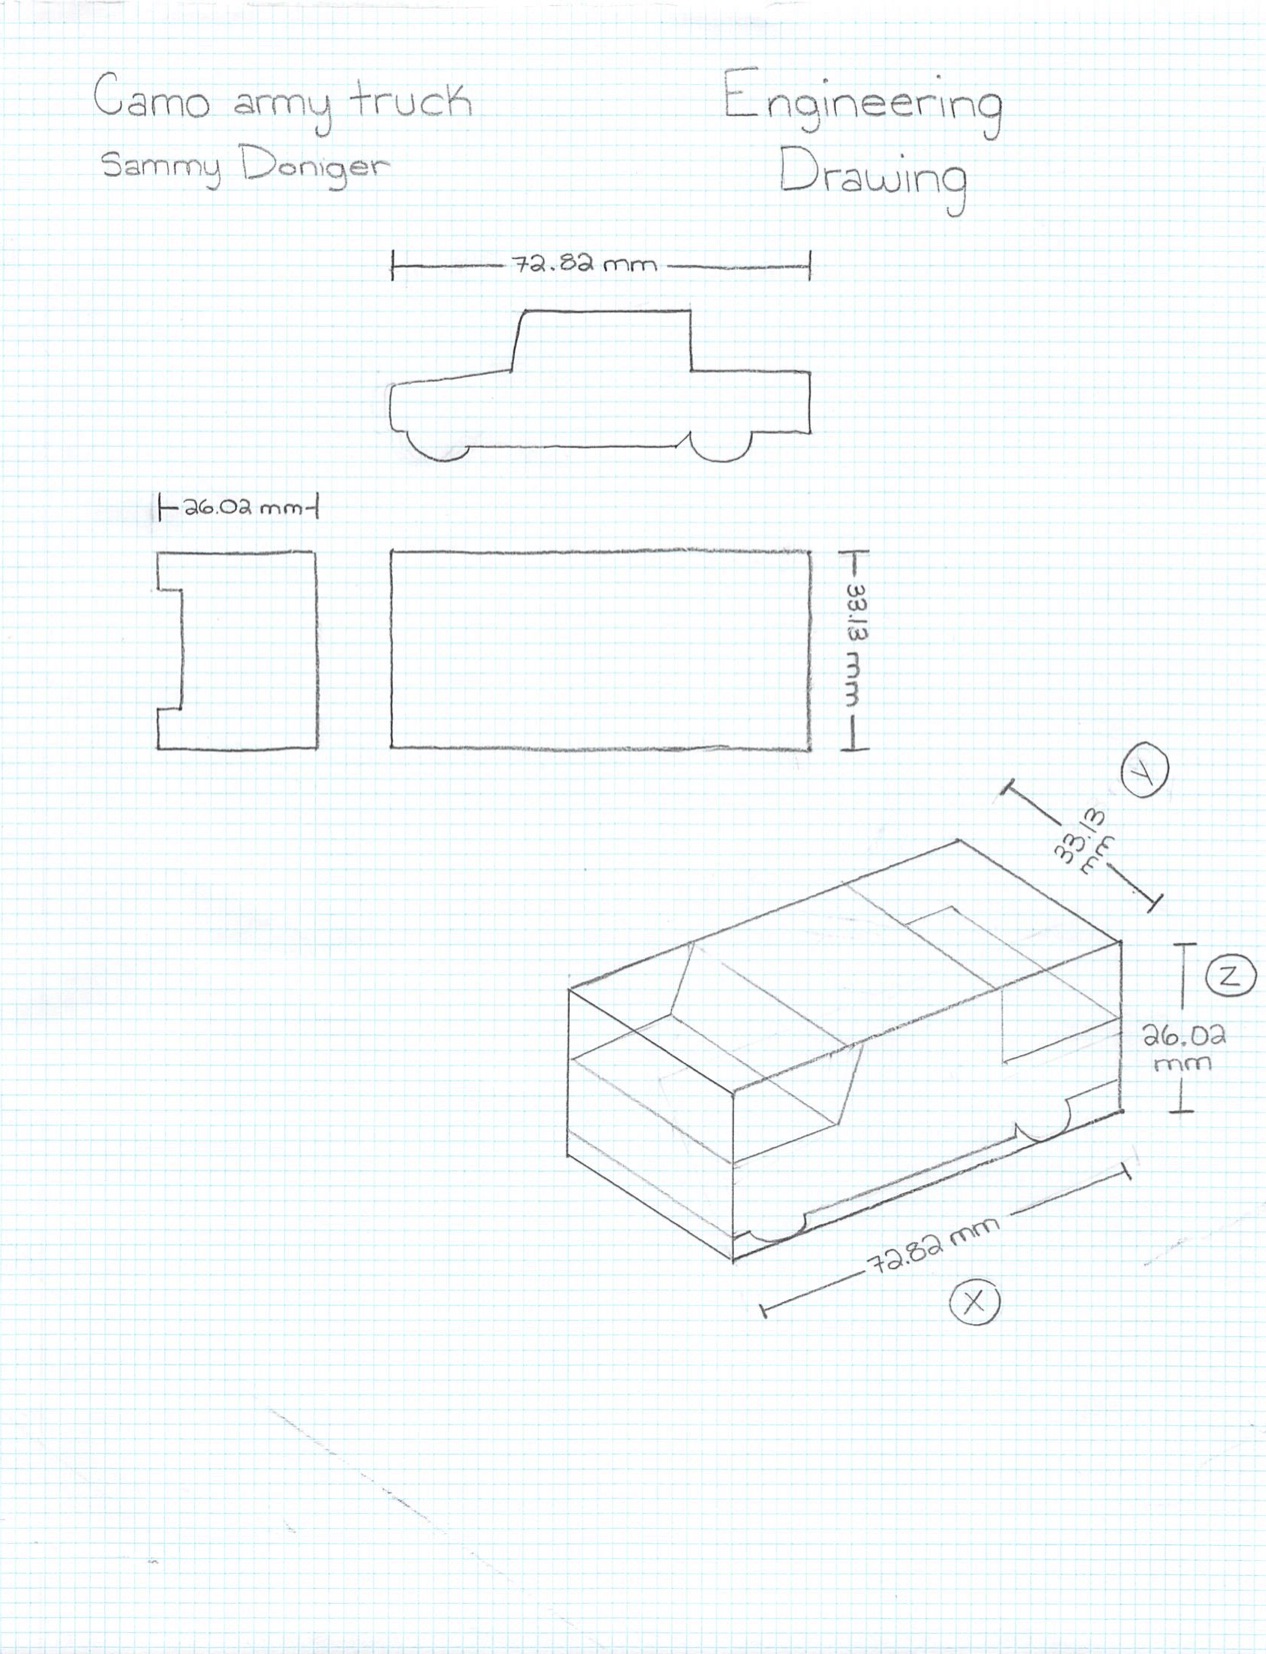 Camo army truck
Sammy Doniger
Engineering
Drawing
72.82 mm
26.02 mm
33.13 mm
Y
33.13
mm
Z
26.02
mm
72.82 mm
X